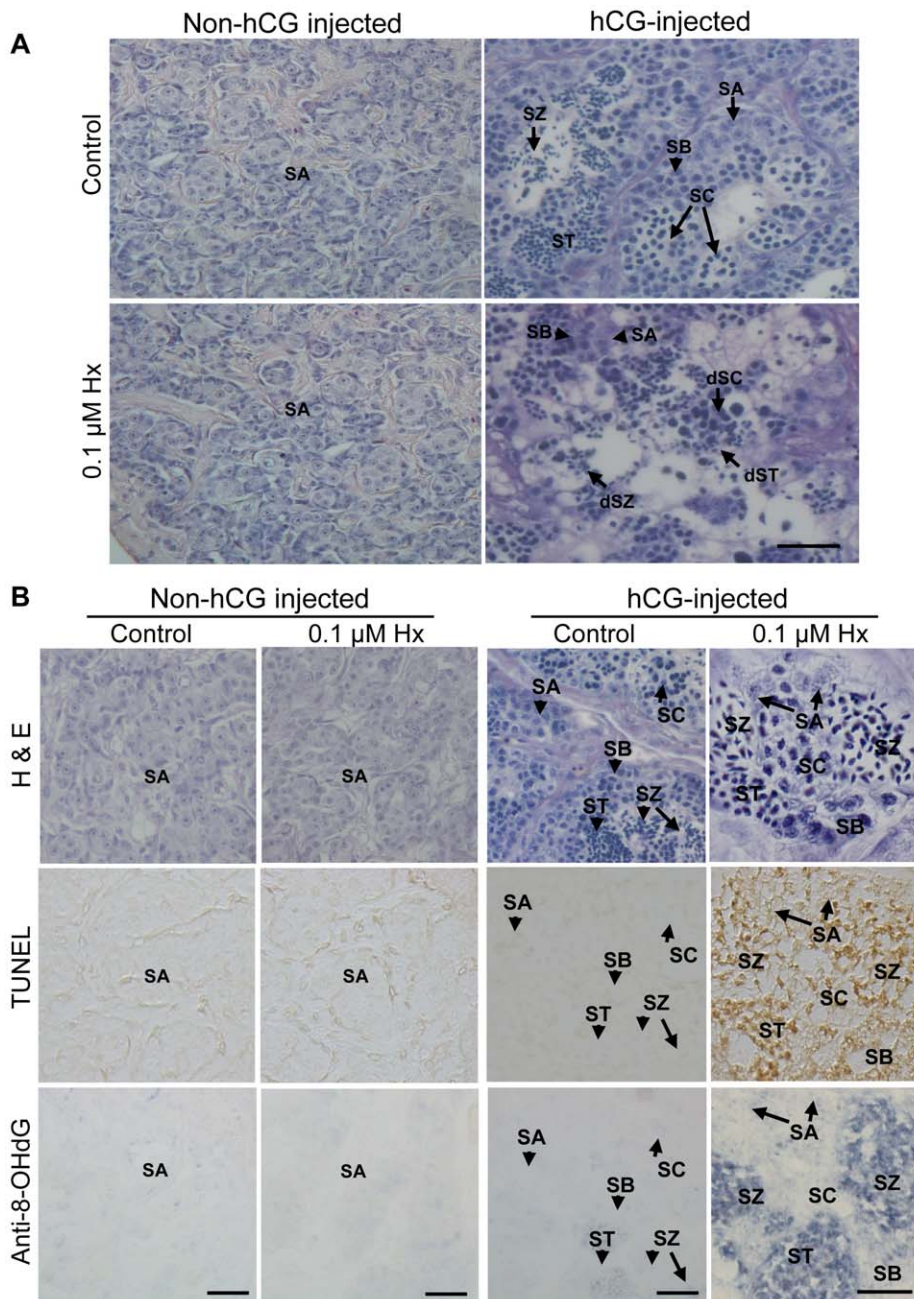 Non-hCG injected hCG-injected
A
Control
SA
SZ
SA
SB
SC
ST
0.1 µM Hx
SA
SB SA
dSC
dST
dSZ
B
Non-hCG injected hCG-injected
Control 0.1 µM Hx Control 0.1 µM Hx
H & E
SA
SA
SA
SC
SB
ST SZ
SA
SZ SZ
SC
ST
SB
TUNEL
SA
SA
SA
SC
SB
ST SZ
SA
SZ SZ
SC
ST
SB
Anti-8-OHdG
SA
SA
SA
SC
SB
ST SZ
SA
SZ SZ
SC
ST
SB